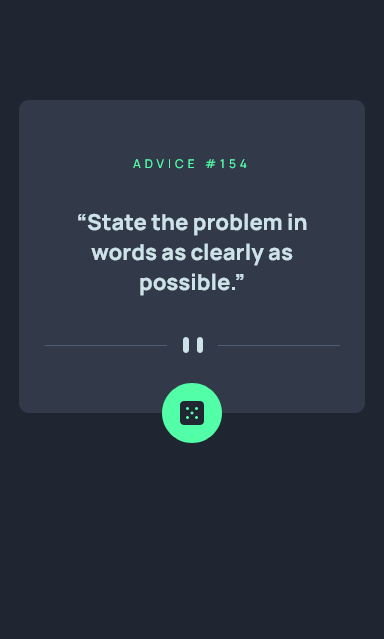 ADVICE #154
“State the problem in
words as clearly as
possible.”